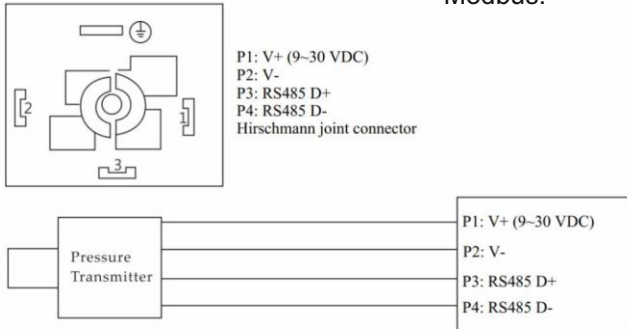 Modbus:
P1: V+ (9~30 VDC)
P2: V-
P3: RS485 D+
P4: RS485 D-
Hirschmann joint connector
2
1
3
Pressure
Transmitter
P1: V+ (9~30 VDC)
P2: V-
P3: RS485 D+
P4: RS485 D-